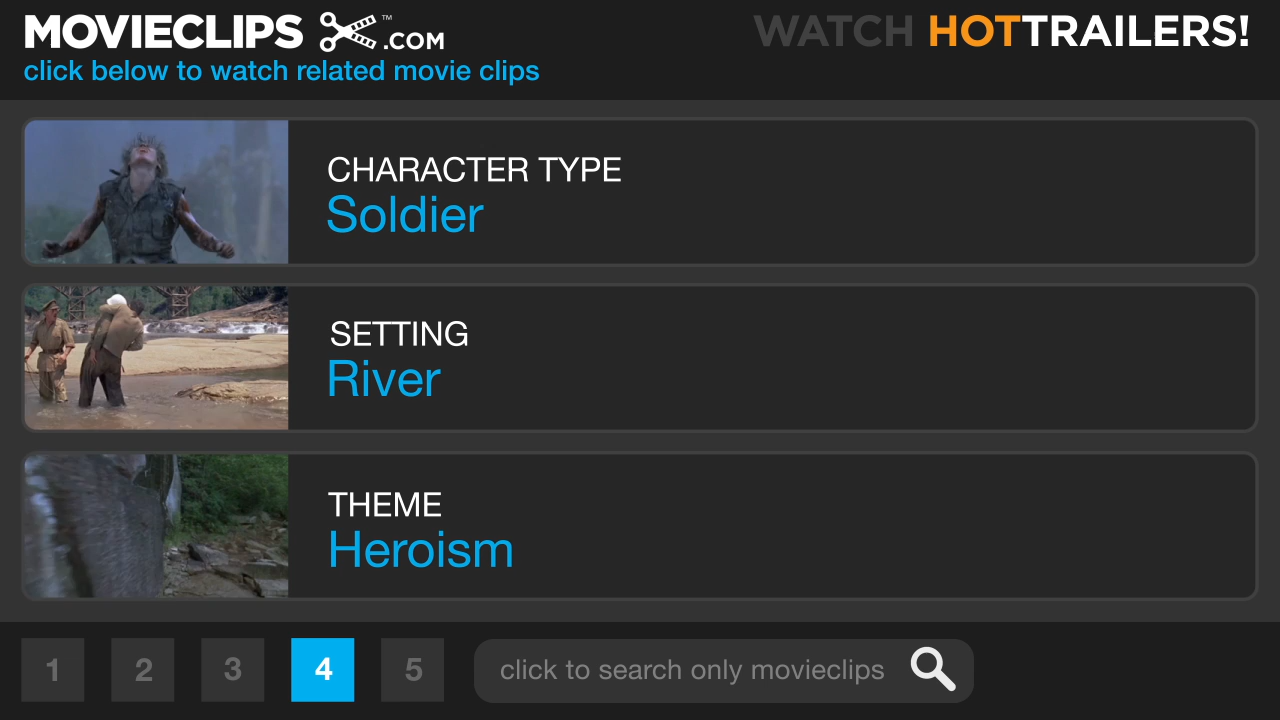 MOVIECLIPS ™ .COM
WATCH HOTTRAILERS!
click below to watch related movie clips
CHARACTER TYPE
Soldier
SETTING
River
THEME
Heroism
1 2 3 4 5 click to search only movieclips